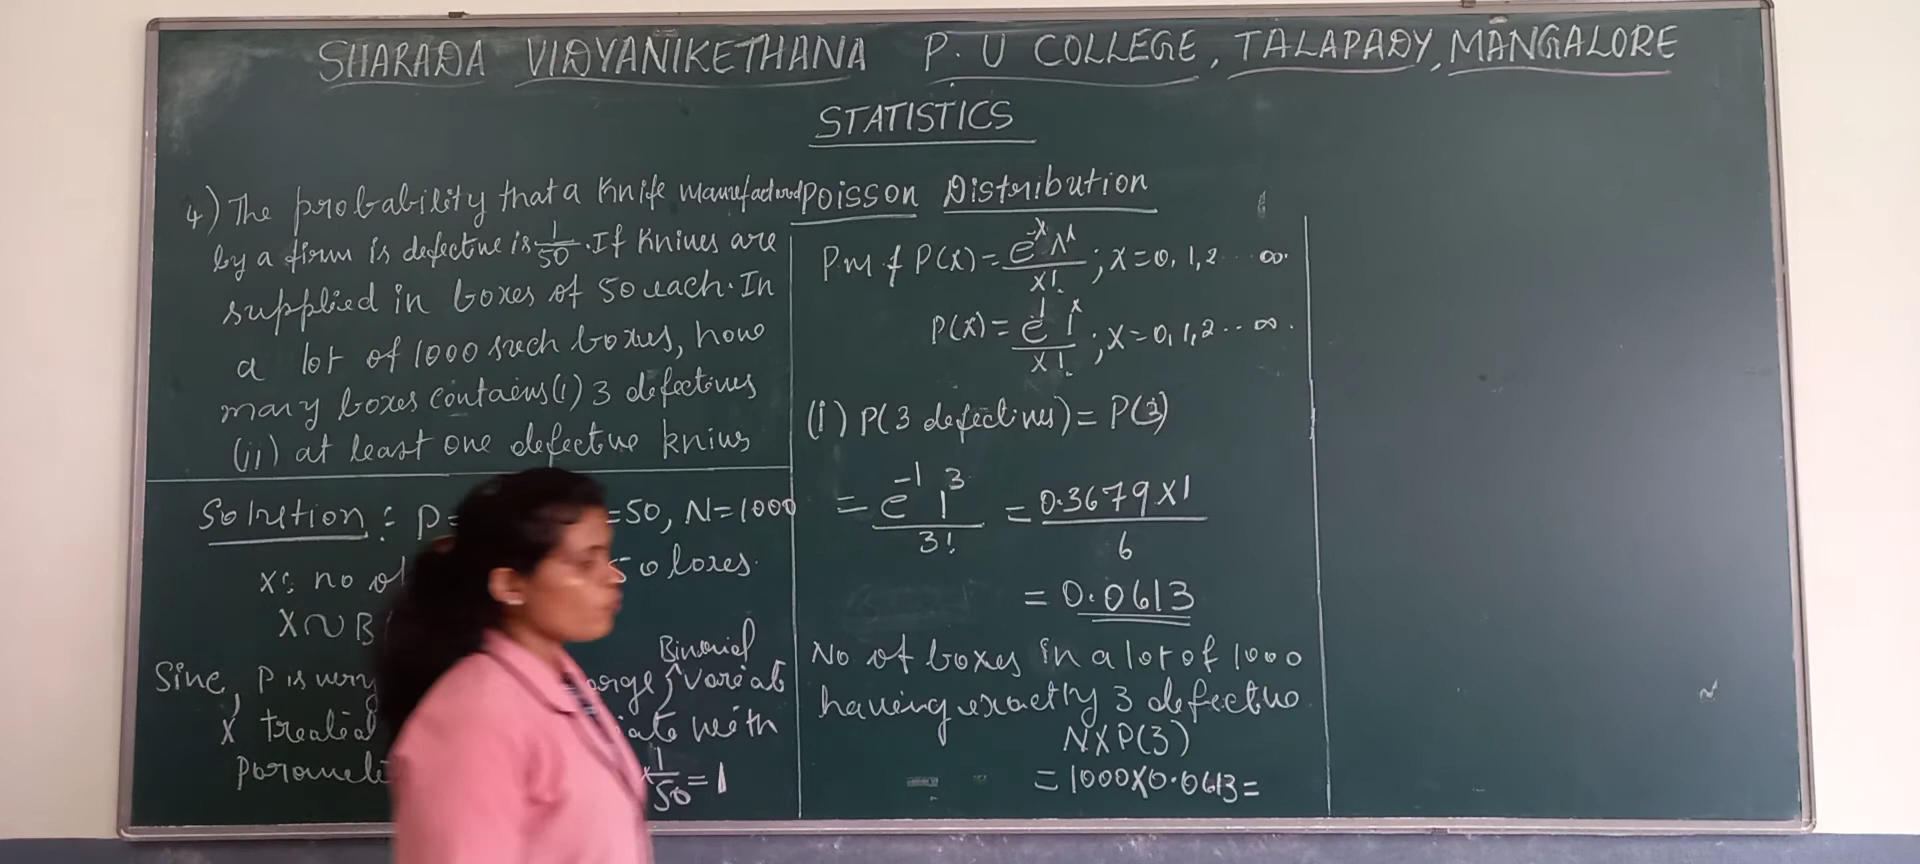 SHARADA VIDYANIKETHANA P.U COLLEGE, TALAPADY, MANGALORE
STATISTICS
4) The probability that a Knife manufactured
by a firm is defective is 1/50. If Knives are
supplied in boxes of 50 each. In
a lot of 1000 such boxes, how
many boxes contains (i) 3 defectives
(ii) at least one defective knives
Solution: P= =50, N=1000
X: no of 50 boxes.
X~B
Binomial
Since, P is very large, variat
X treated with
= 1/50 = 1
Poisson Distribution
Pmf P(x) = e^-λ λ^x / x! ; x=0, 1, 2 ... ∞.
P(x) = e^-1 1^x / x! ; x=0, 1, 2 .. ∞.
(i) P(3 defectives) = P(3)
= e^-1 1^3 / 3! = 0.3679 X 1 / 6
= 0.0613
No of boxes in a lot of 1000
having exactly 3 defective
N X P(3)
= 1000 X 0.0613 =